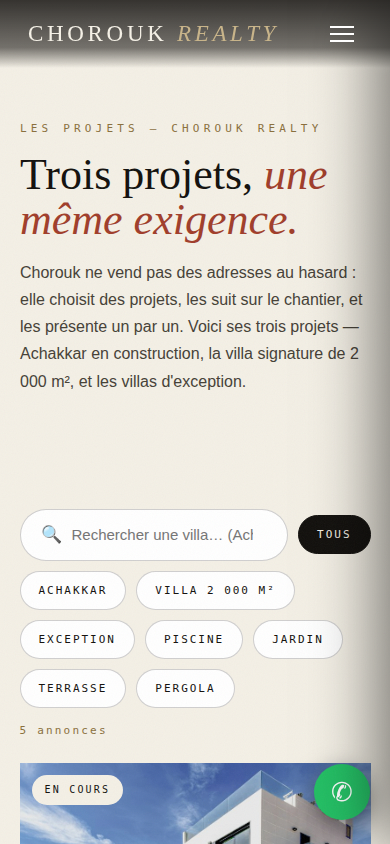 CHOROUK REALTY
LES PROJETS — CHOROUK REALTY
Trois projets, une
même exigence.
Chorouk ne vend pas des adresses au hasard :
elle choisit des projets, les suit sur le chantier, et
les présente un par un. Voici ses trois projets —
Achakkar en construction, la villa signature de 2
000 m², et les villas d'exception.
Rechercher une villa… (Acl
TOUS
ACHAKKAR
VILLA 2 000 M²
EXCEPTION
PISCINE
JARDIN
TERRASSE
PERGOLA
5 annonces
EN COURS